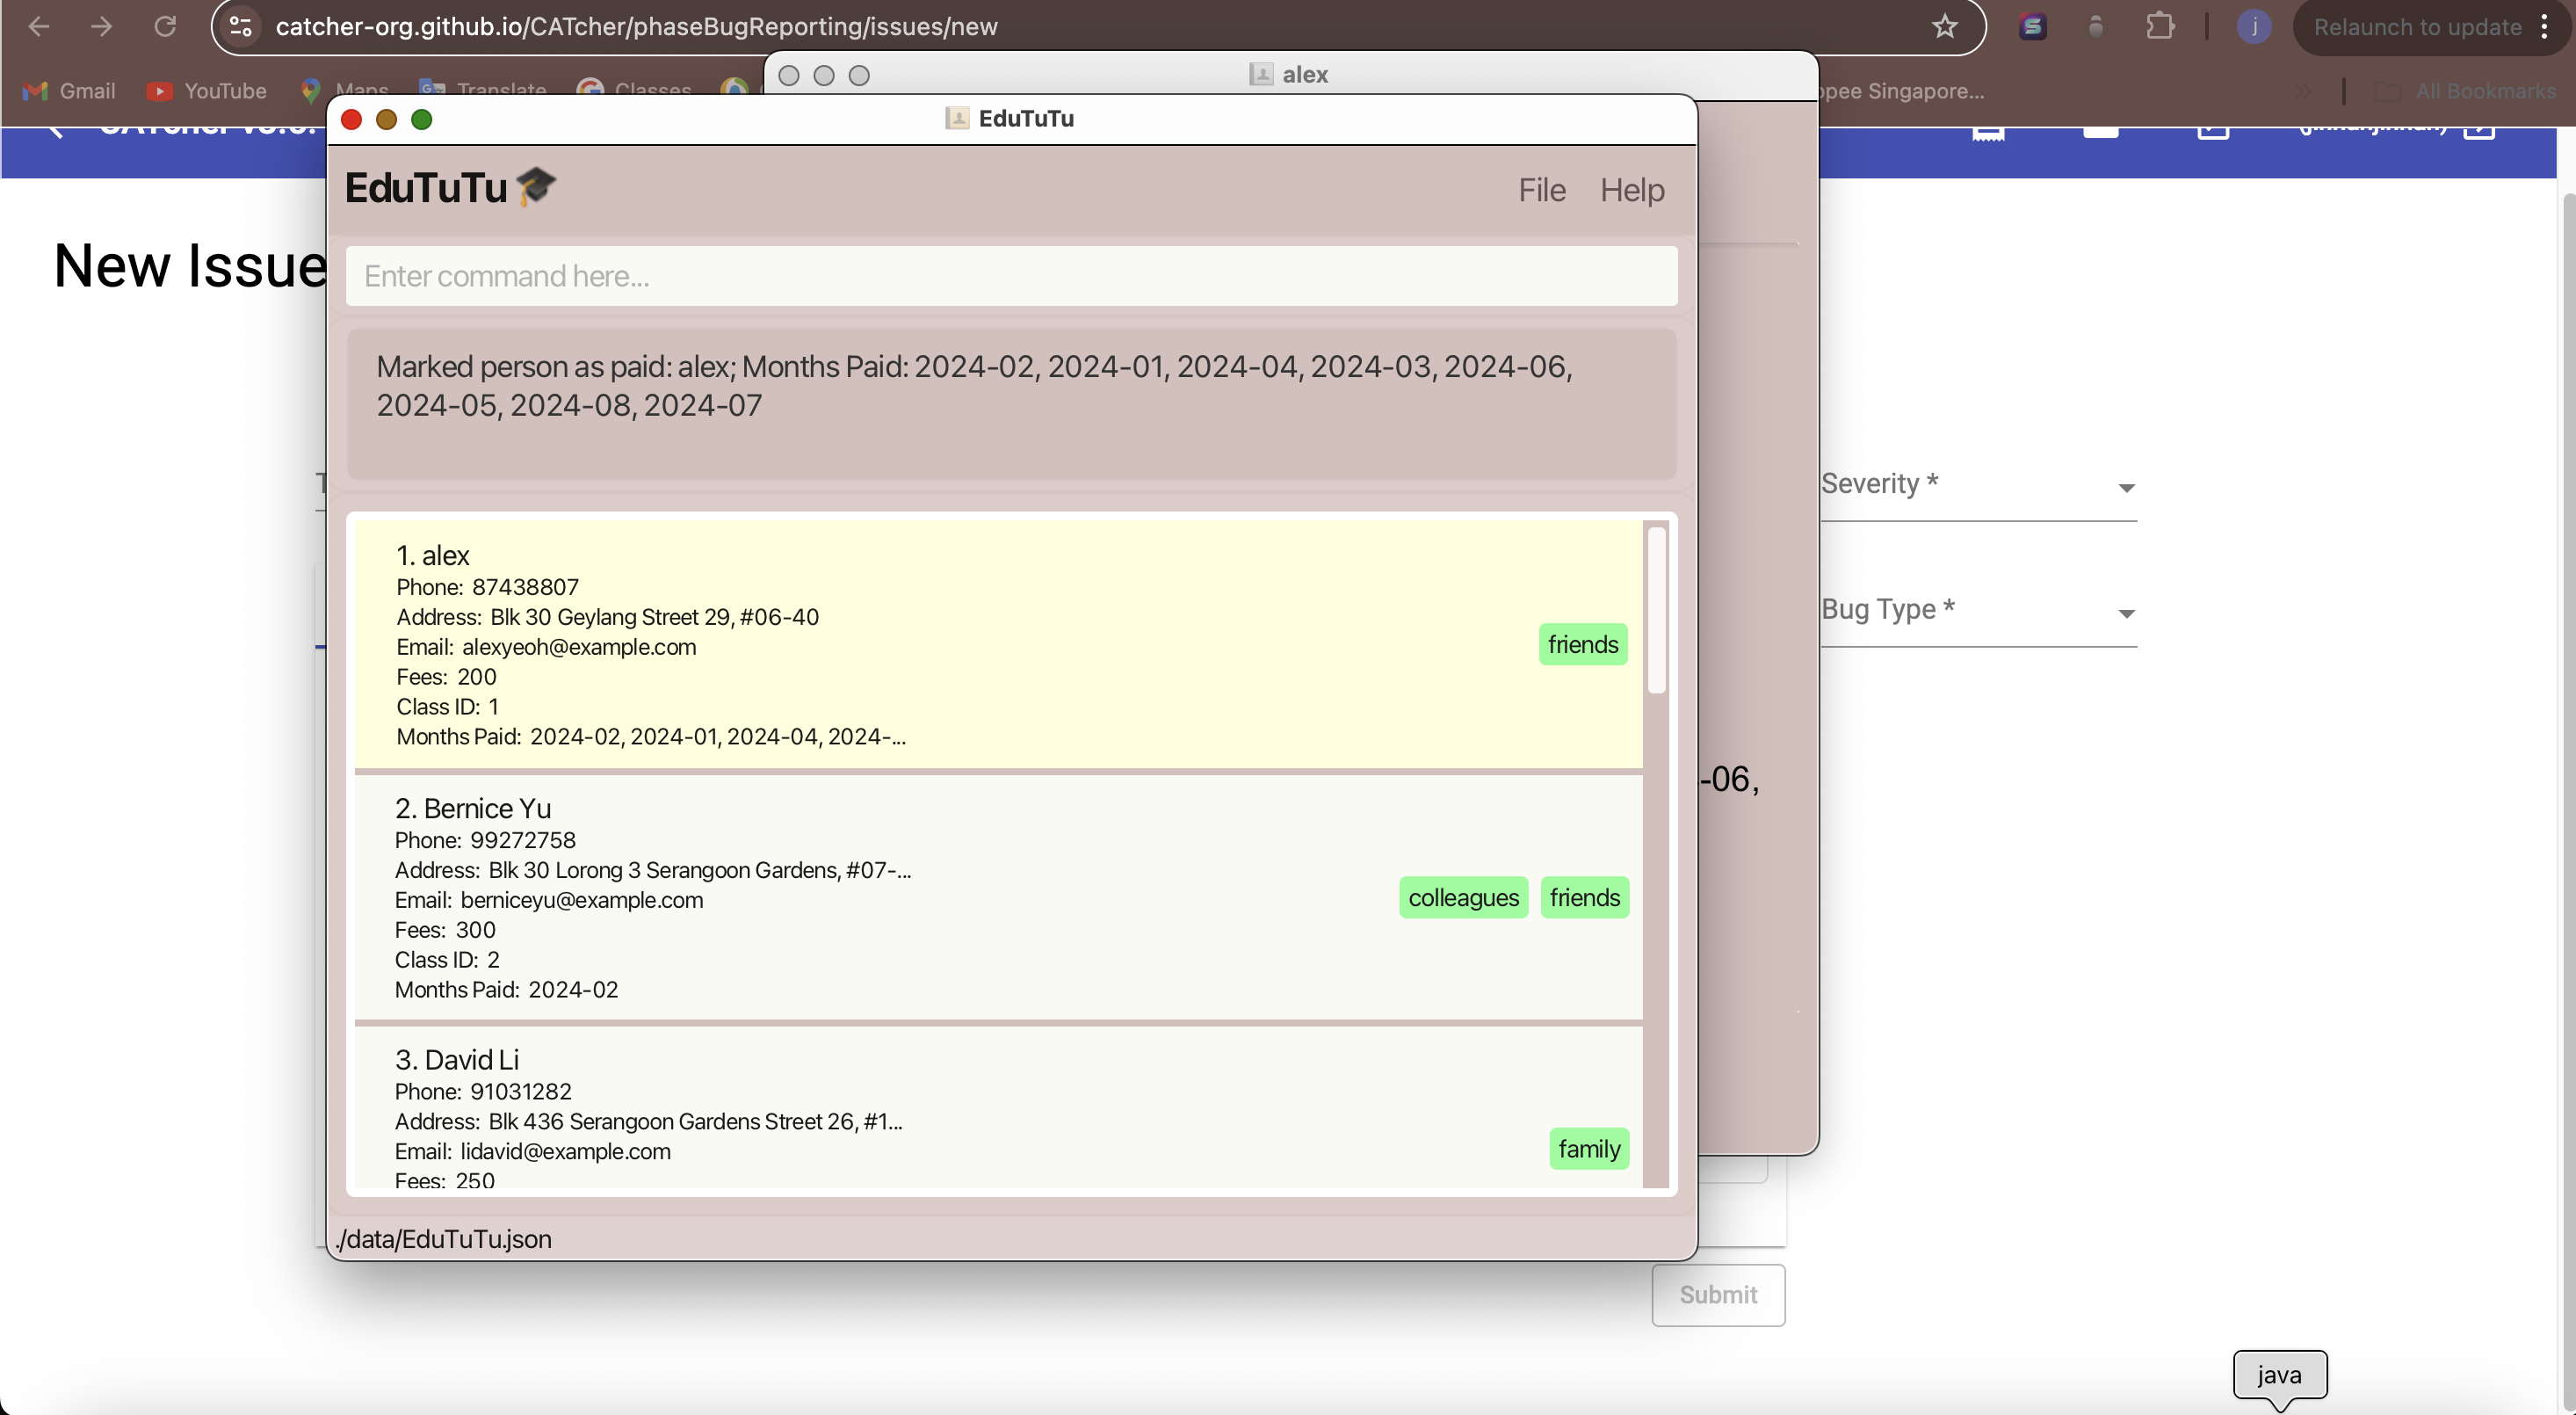 catcher-org.github.io/CATcher/phaseBugReporting/issues/new
j
Relaunch to update
Gmail
YouTube
Maps
Translate
Classes
opee Singapore...
All Bookmarks
alex
EduTuTu
EduTuTu
File
Help
New Issue
Enter command here...
Marked person as paid: alex; Months Paid: 2024-02, 2024-01, 2024-04, 2024-03, 2024-06,
2024-05, 2024-08, 2024-07
Severity *
Bug Type *
1. alex
Phone: 87438807
Address: Blk 30 Geylang Street 29, #06-40
Email: alexyeoh@example.com
Fees: 200
Class ID: 1
Months Paid: 2024-02, 2024-01, 2024-04, 2024-...
friends
-06,
2. Bernice Yu
Phone: 99272758
Address: Blk 30 Lorong 3 Serangoon Gardens, #07-...
Email: berniceyu@example.com
Fees: 300
Class ID: 2
Months Paid: 2024-02
colleagues
friends
3. David Li
Phone: 91031282
Address: Blk 436 Serangoon Gardens Street 26, #1...
Email: lidavid@example.com
Fees: 250
family
./data/EduTuTu.json
Submit
java